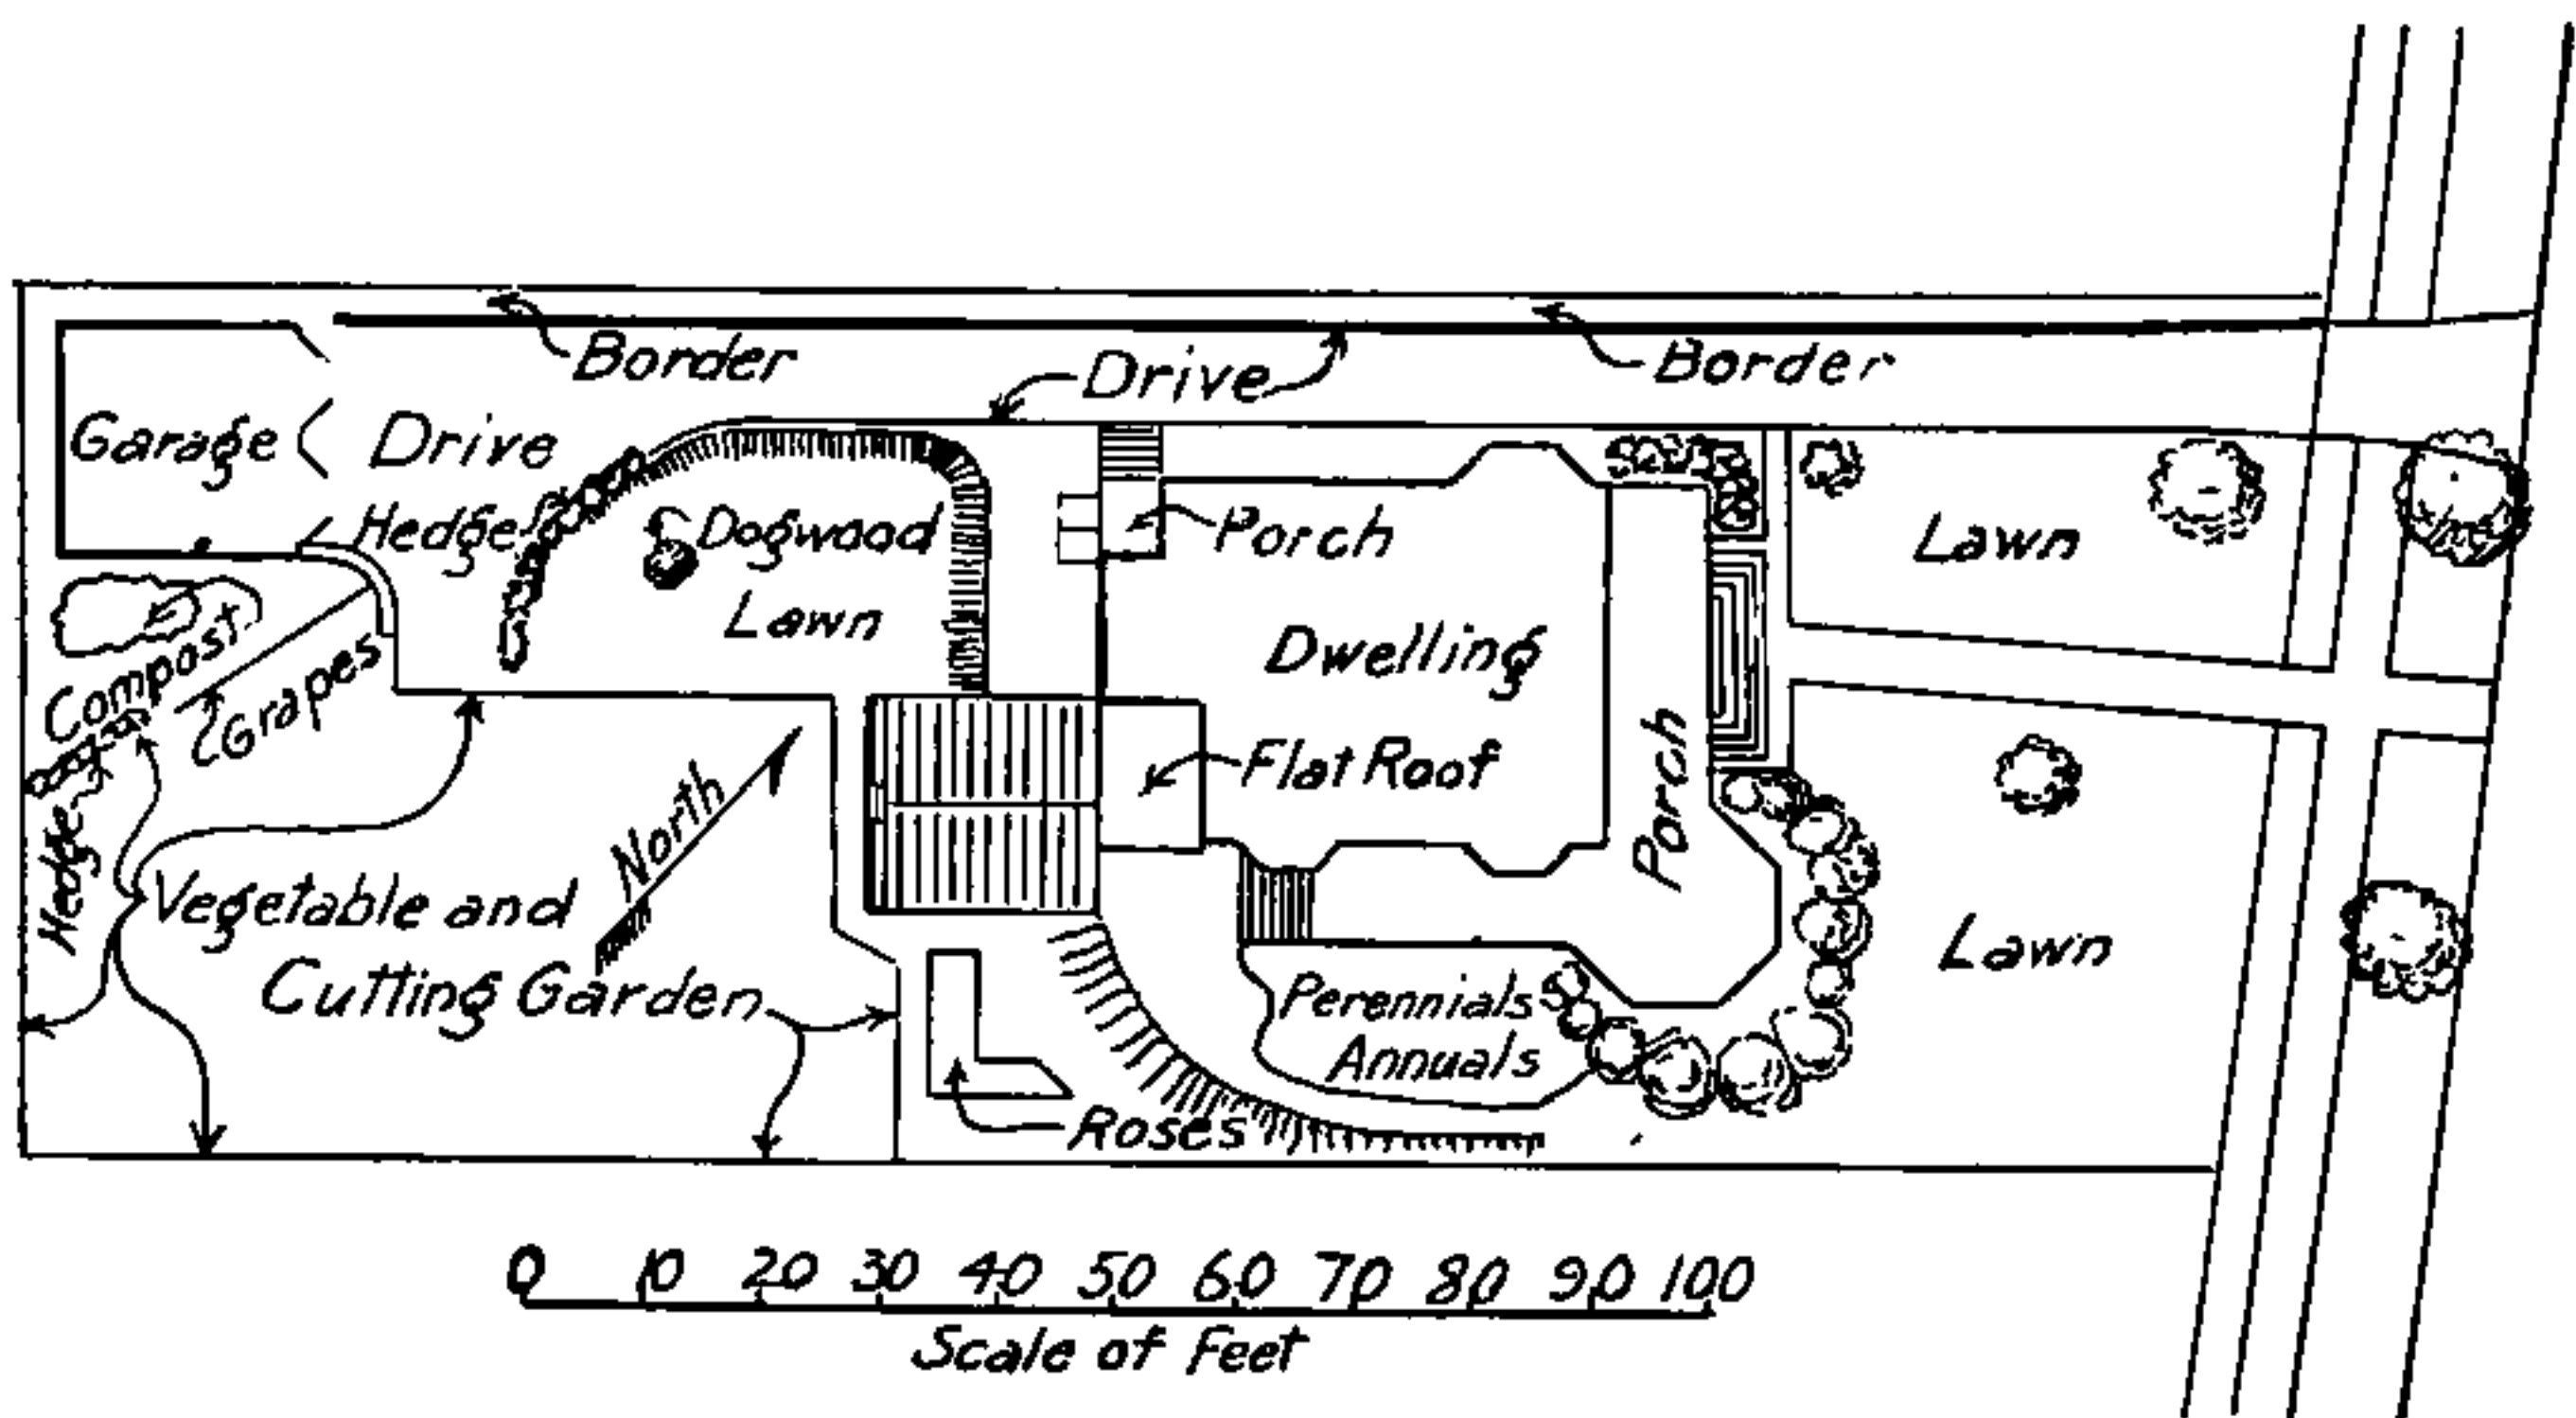 Border
Drive
Border
Garage
Drive
Hedge
Dogwood
Porch
Lawn
Lawn
Dwelling
Compost
Grapes
Flat Roof
Porch
North
Hedge
Vegetable and
Cutting Garden
Lawn
Perennials
Annuals
Roses
0 10 20 30 40 50 60 70 80 90 100
Scale of Feet